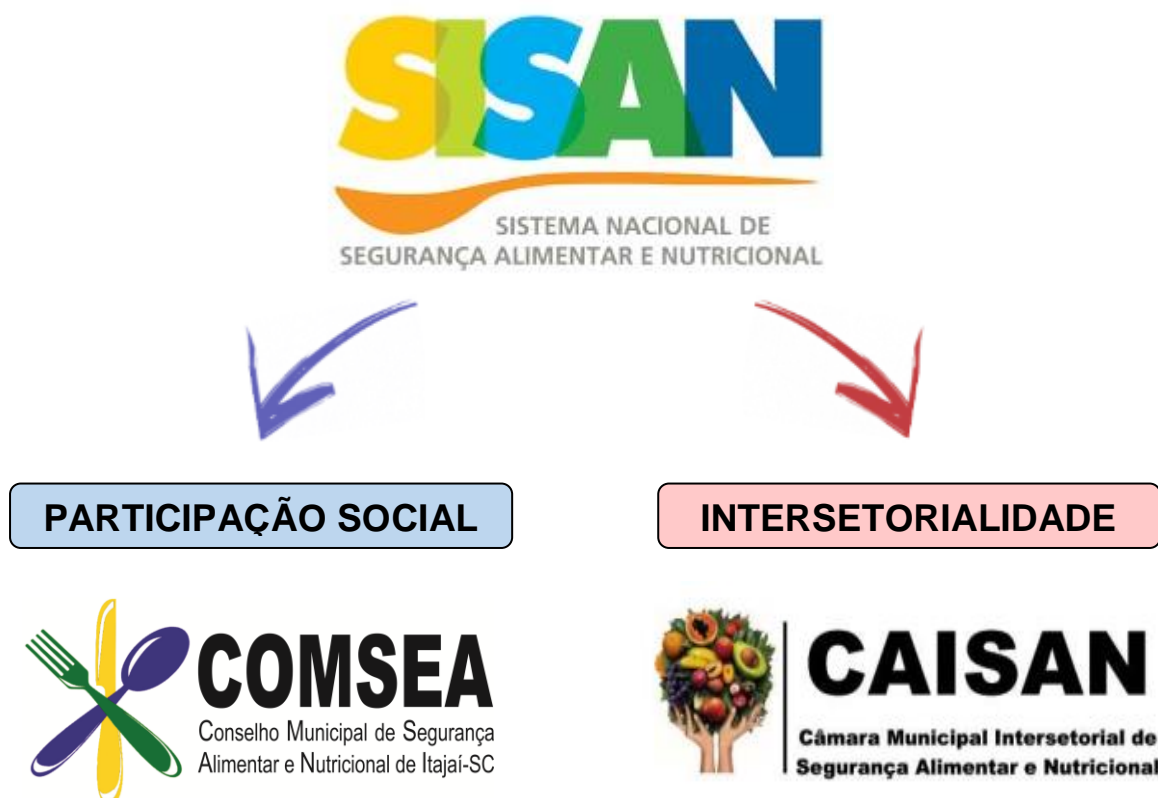 SISAN
SISTEMA NACIONAL DE
SEGURANÇA ALIMENTAR E NUTRICIONAL
PARTICIPAÇÃO SOCIAL
INTERSETORIALIDADE
COMSEA
Conselho Municipal de Segurança
Alimentar e Nutricional de Itajaí-SC
CAISAN
Câmara Municipal Intersetorial de
Segurança Alimentar e Nutricional